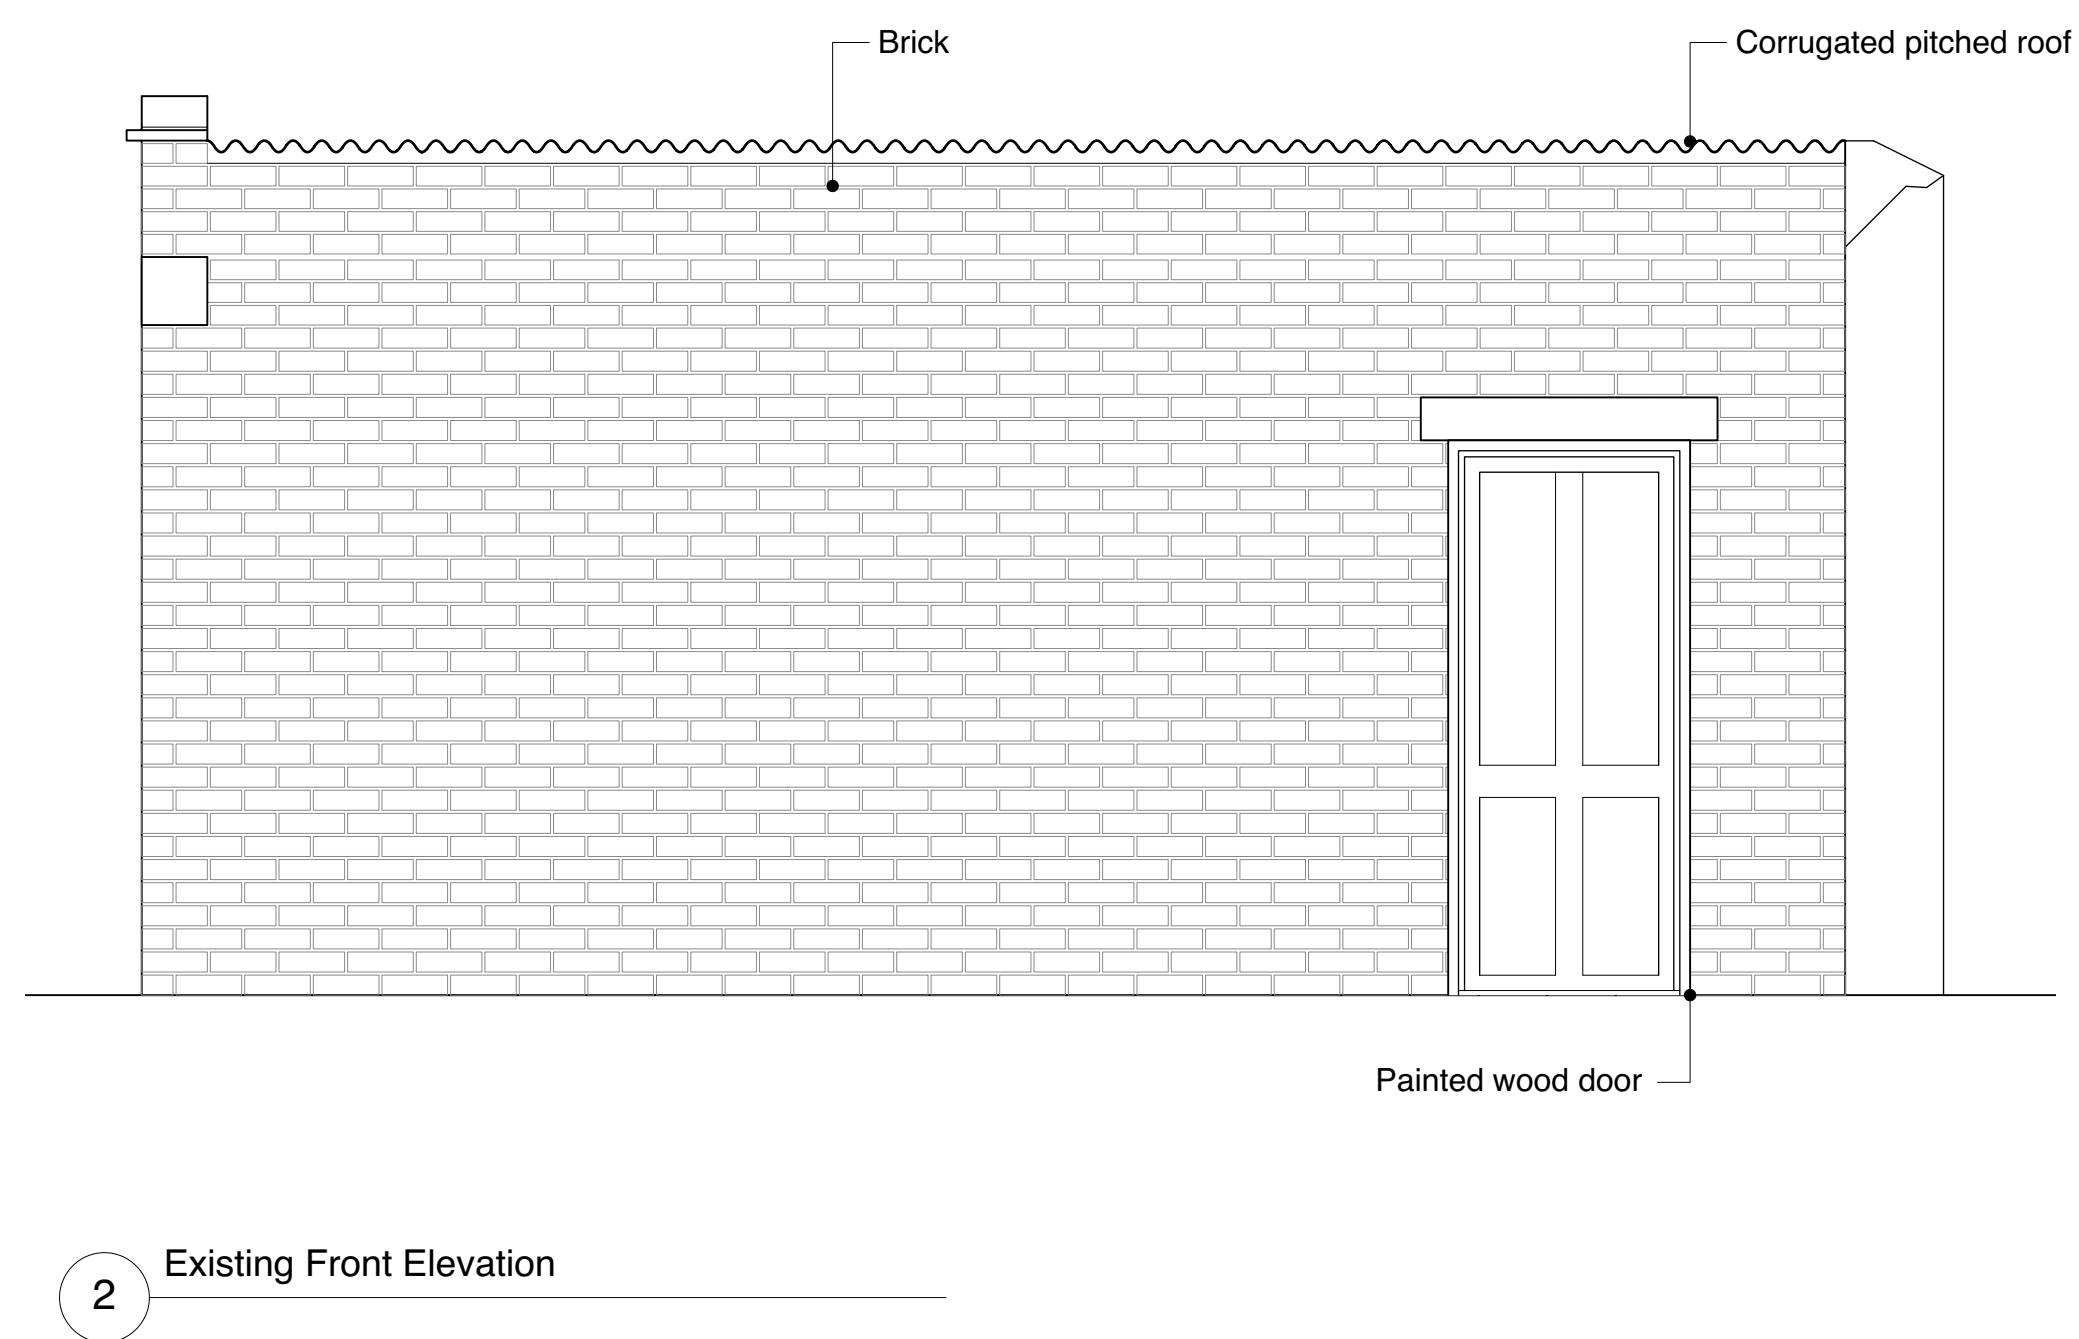 Brick
Corrugated pitched roof
Painted wood door
Existing Front Elevation
2